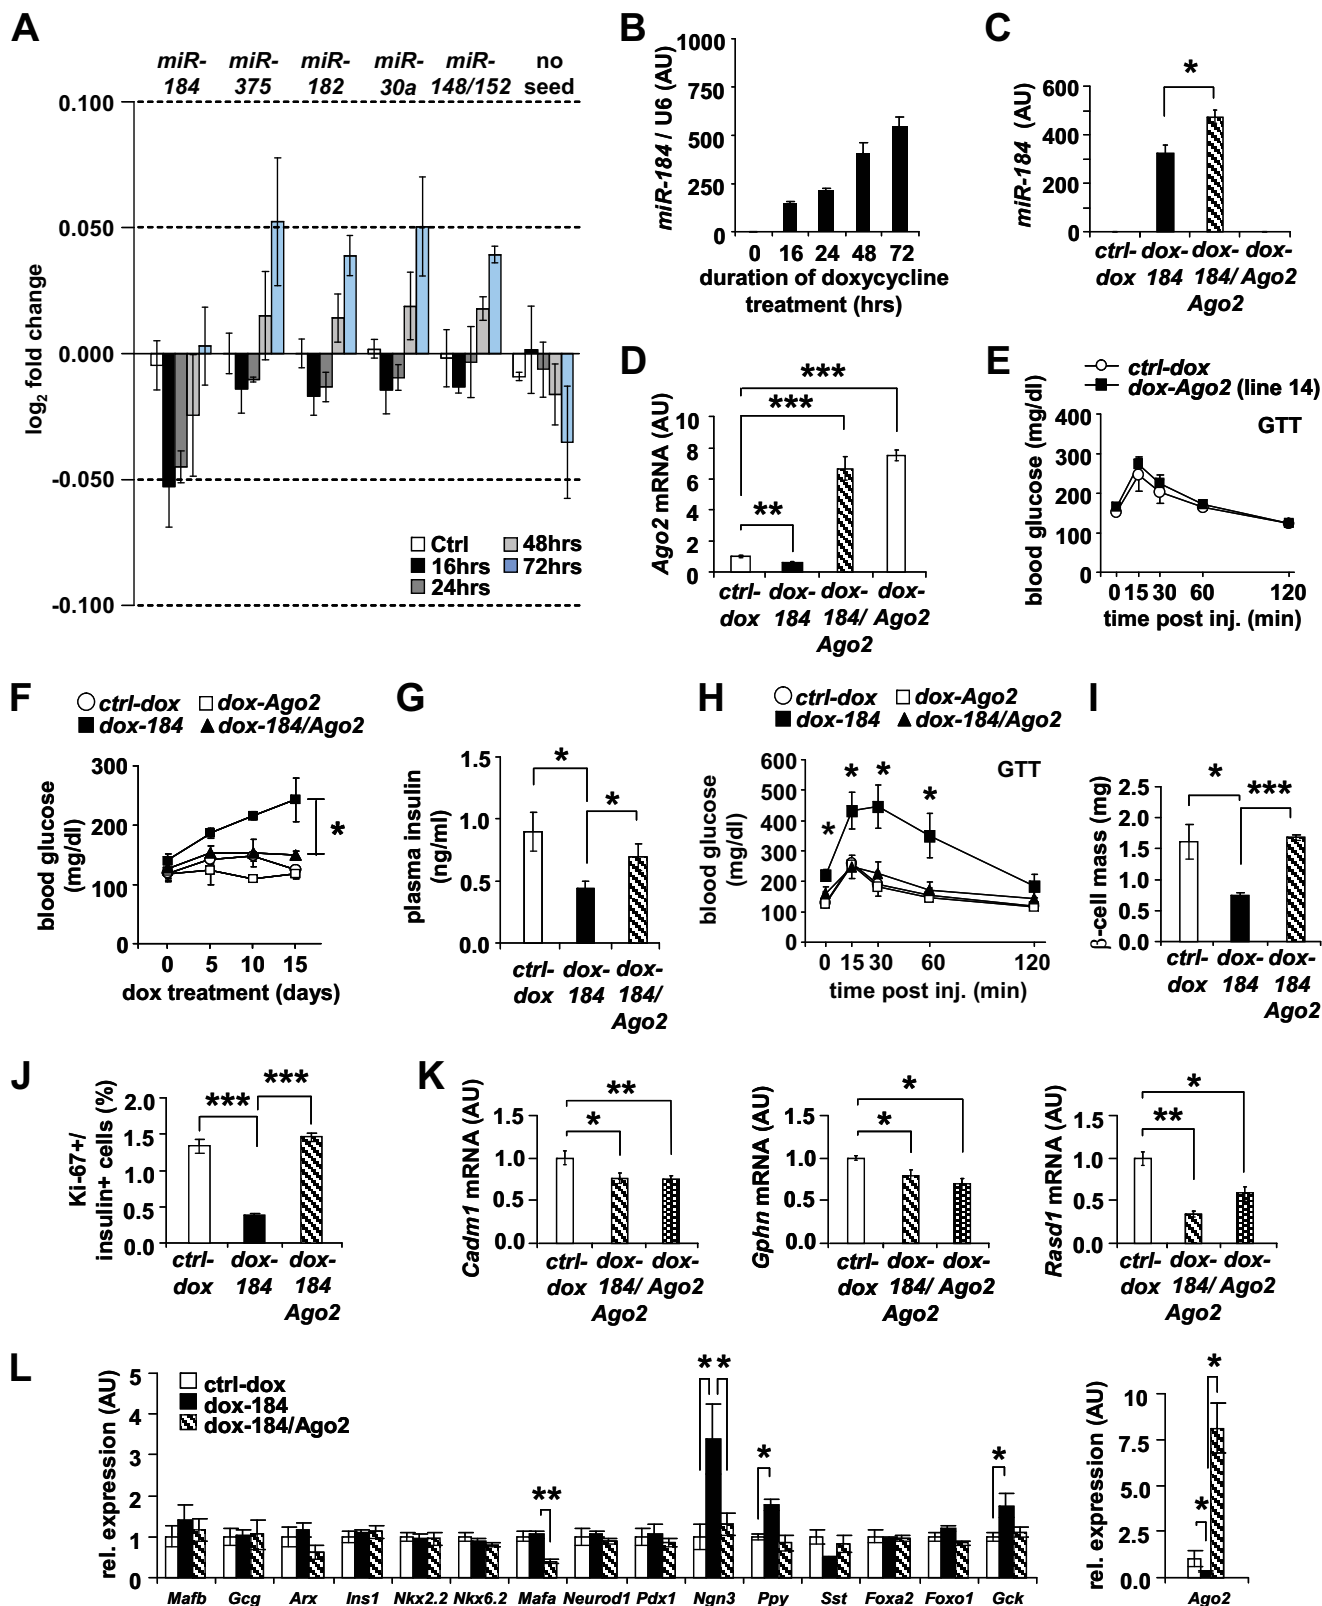 A
miR-184
miR-375
miR-182
miR-30a
miR-148/152
no seed
0.100
0.050
0.000
-0.050
-0.100
log2 fold change
Ctrl
16hrs
24hrs
48hrs
72hrs
B
miR-184 / U6 (AU)
1000
750
500
250
0
0 16 24 48 72
duration of doxycycline
treatment (hrs)
C
miR-184 (AU)
600
400
200
0
*
ctrl-dox
dox-184
dox-184/Ago2
dox-Ago2
D
Ago2 mRNA (AU)
10
8
6
4
2
0
***
***
**
ctrl-dox
dox-184
dox-184/Ago2
dox-Ago2
E
ctrl-dox
dox-Ago2 (line 14)
blood glucose (mg/dl)
400
300
200
100
0
GTT
0 15 30 60 120
time post inj. (min)
F
ctrl-dox
dox-Ago2
dox-184
dox-184/Ago2
blood glucose
(mg/dl)
300
200
100
0
*
0 5 10 15
dox treatment (days)
G
plasma insulin
(ng/ml)
1.5
1.0
0.5
0.0
*
*
ctrl-dox
dox-184
dox-184/Ago2
H
ctrl-dox
dox-Ago2
dox-184
dox-184/Ago2
blood glucose
(mg/dl)
600
500
400
300
200
100
0
GTT
* * * *
0 15 30 60 120
time post inj. (min)
I
β-cell mass (mg)
2.5
2.0
1.5
1.0
0.5
0.0
*
***
ctrl-dox
dox-184
dox-184 Ago2
J
Ki-67+/
insulin+ cells (%)
2.0
1.5
1.0
0.5
0.0
***
***
ctrl-dox
dox-184
dox-184 Ago2
K
Cadm1 mRNA (AU)
1.5
1.0
0.5
0.0
**
*
ctrl-dox
dox-184/Ago2
dox-Ago2
Gphn mRNA (AU)
1.5
1.0
0.5
0.0
*
*
ctrl-dox
dox-184/Ago2
dox-Ago2
Rasd1 mRNA (AU)
1.5
1.0
0.5
0.0
*
**
ctrl-dox
dox-184/Ago2
dox-Ago2
L
rel. expression (AU)
5
4
3
2
1
0
ctrl-dox
dox-184
dox-184/Ago2
**
* *
*
*
Mafb Gcg Arx Ins1 Nkx2.2 Nkx6.2 Mafa Neurod1 Pdx1 Ngn3 Ppy Sst Foxa2 Foxo1 Gck
rel. expression (AU)
10
7.5
5.0
2.5
0.0
*
*
Ago2